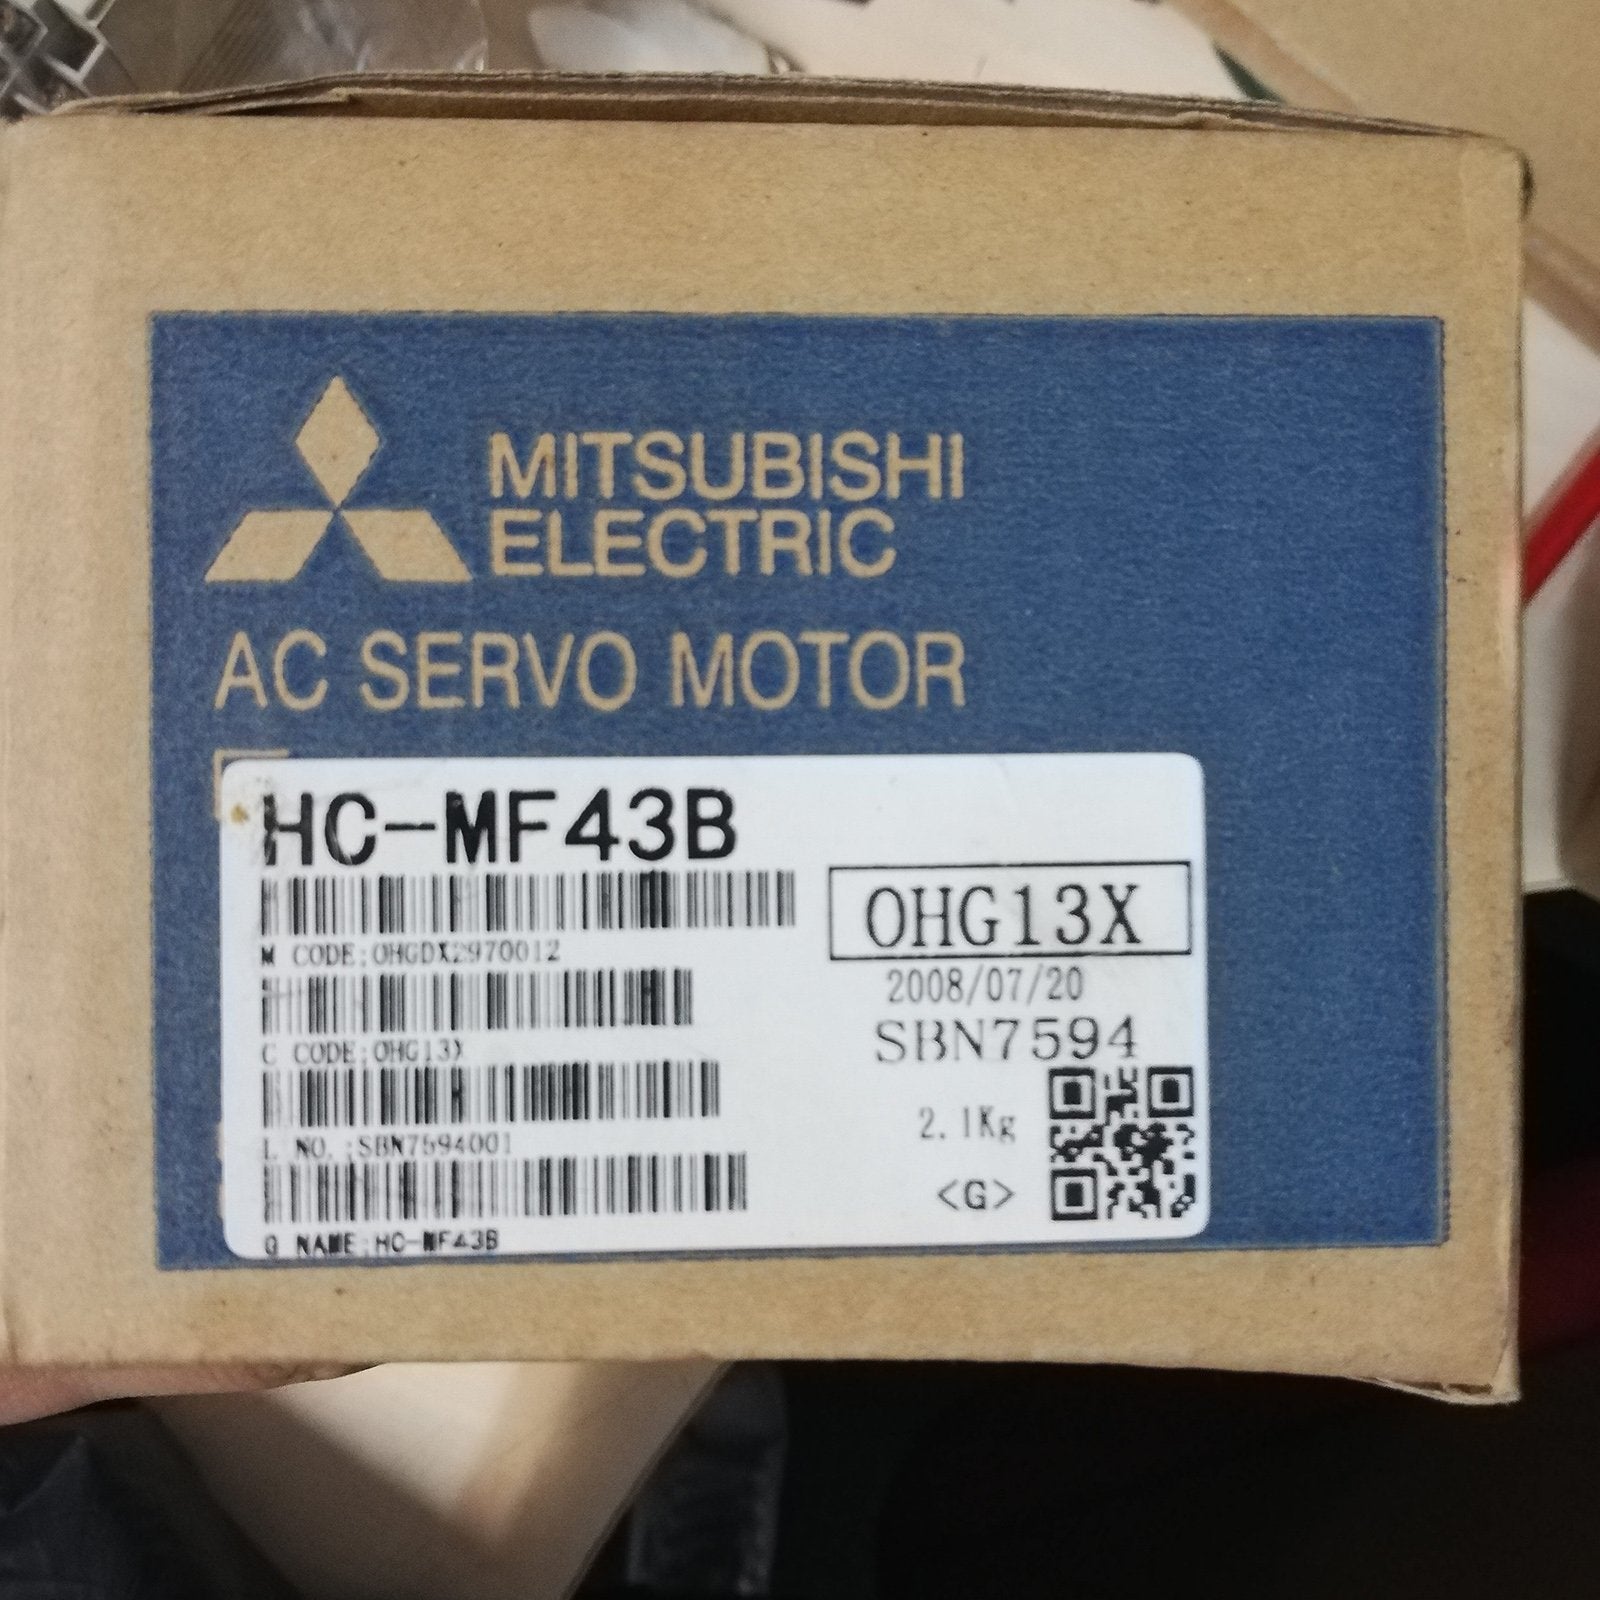 MITSUBISHI
ELECTRIC
AC SERVO MOTOR
HC-MF43B
OHG13X
M CODE:OHGDX2970012
2008/07/20
C CODE:OHG13X
SBN7594
L NO. :SBN7594001
2.1Kg
<G>
Q NAME:HC-MF43B